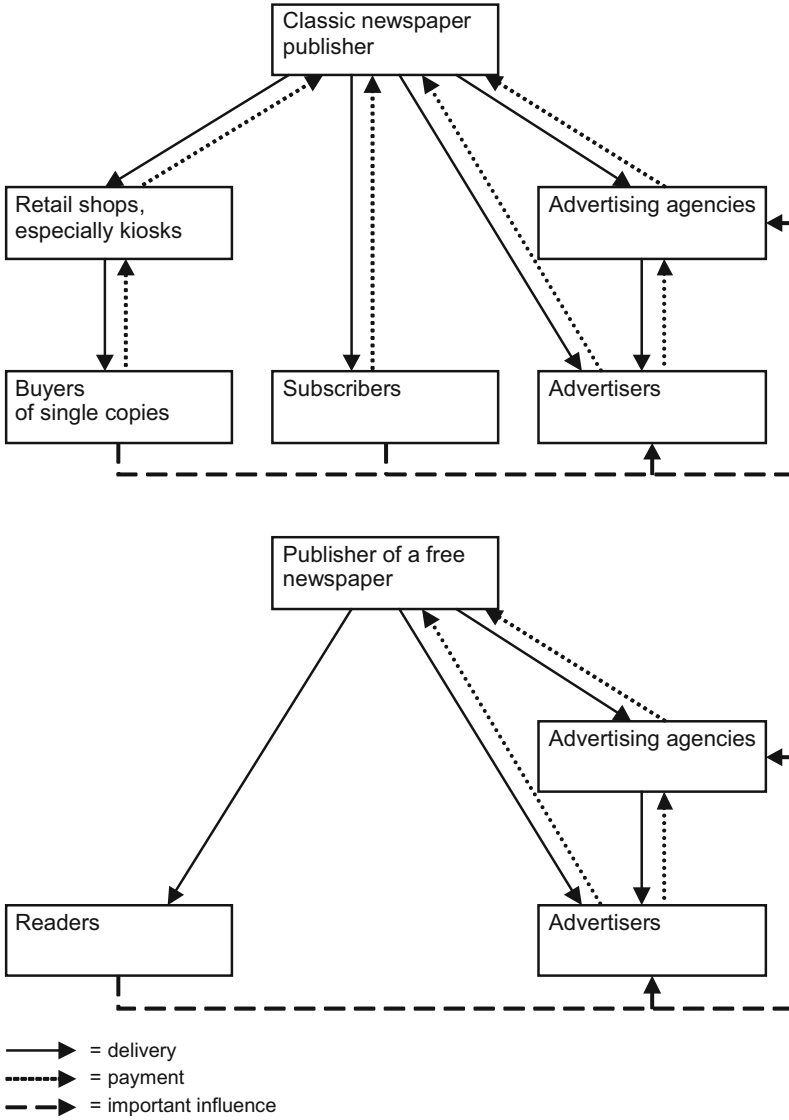 Classic newspaper
publisher
Retail shops,
especially kiosks
Advertising agencies
Buyers
of single copies
Subscribers
Advertisers
Publisher of a free
newspaper
Advertising agencies
Readers
Advertisers
= delivery
= payment
= important influence